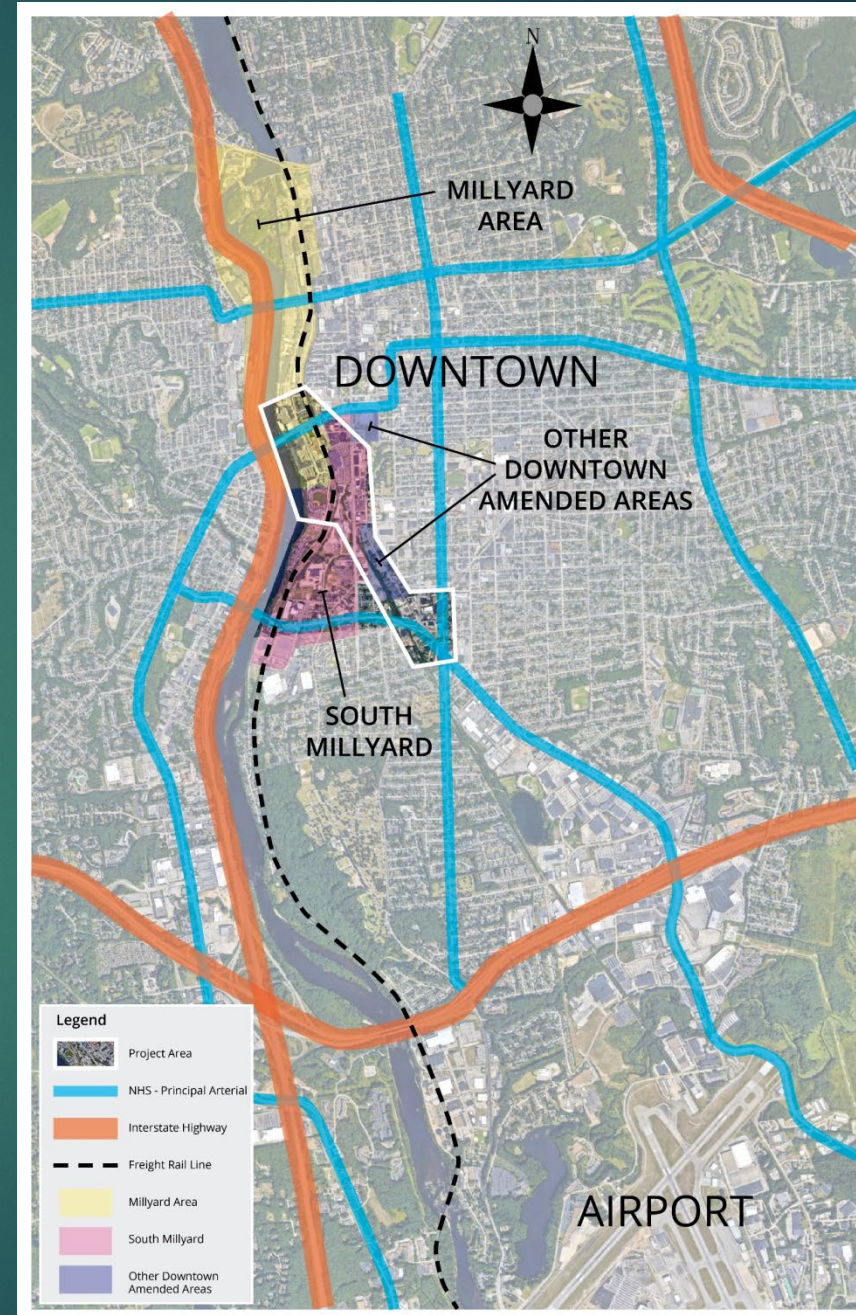 N
MILLYARD
AREA
DOWNTOWN
OTHER
DOWNTOWN
AMENDED AREAS
SOUTH
MILLYARD
AIRPORT
Legend
Project Area
NHS - Principal Arterial
Interstate Highway
Freight Rail Line
Millyard Area
South Millyard
Other Downtown
Amended Areas